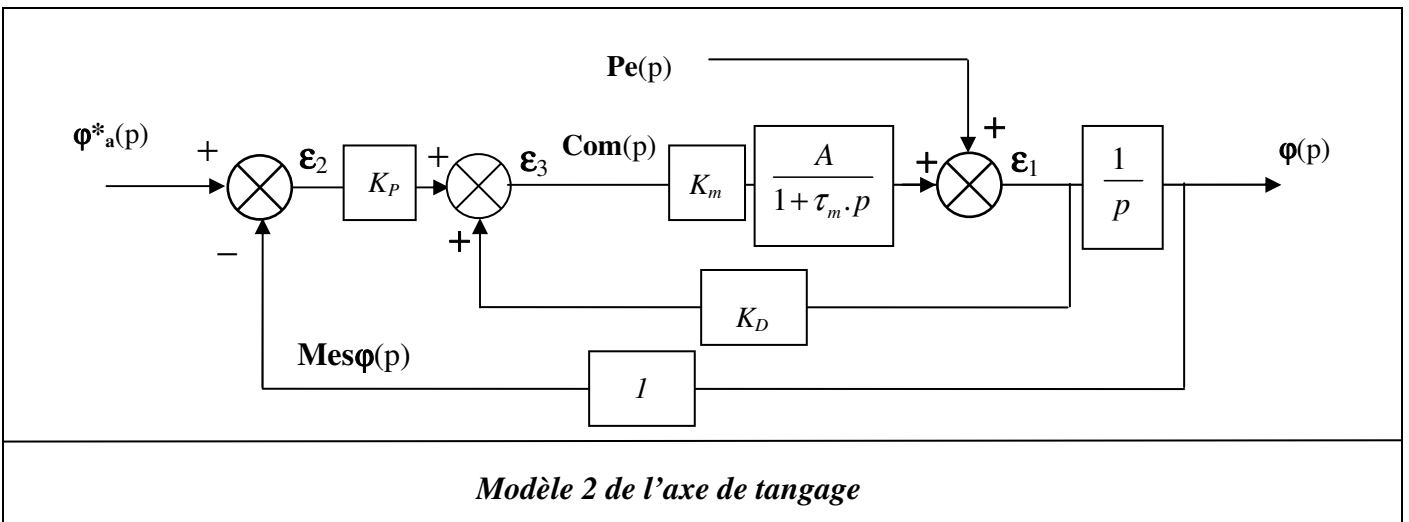 Pe(p)
φ*a(p) + ε2 KP + ε3 Com(p) Km A / 1 + τm.p + + ε1 1 / p φ(p)
− +
KD
Mesφ(p) 1
Modèle 2 de l’axe de tangage